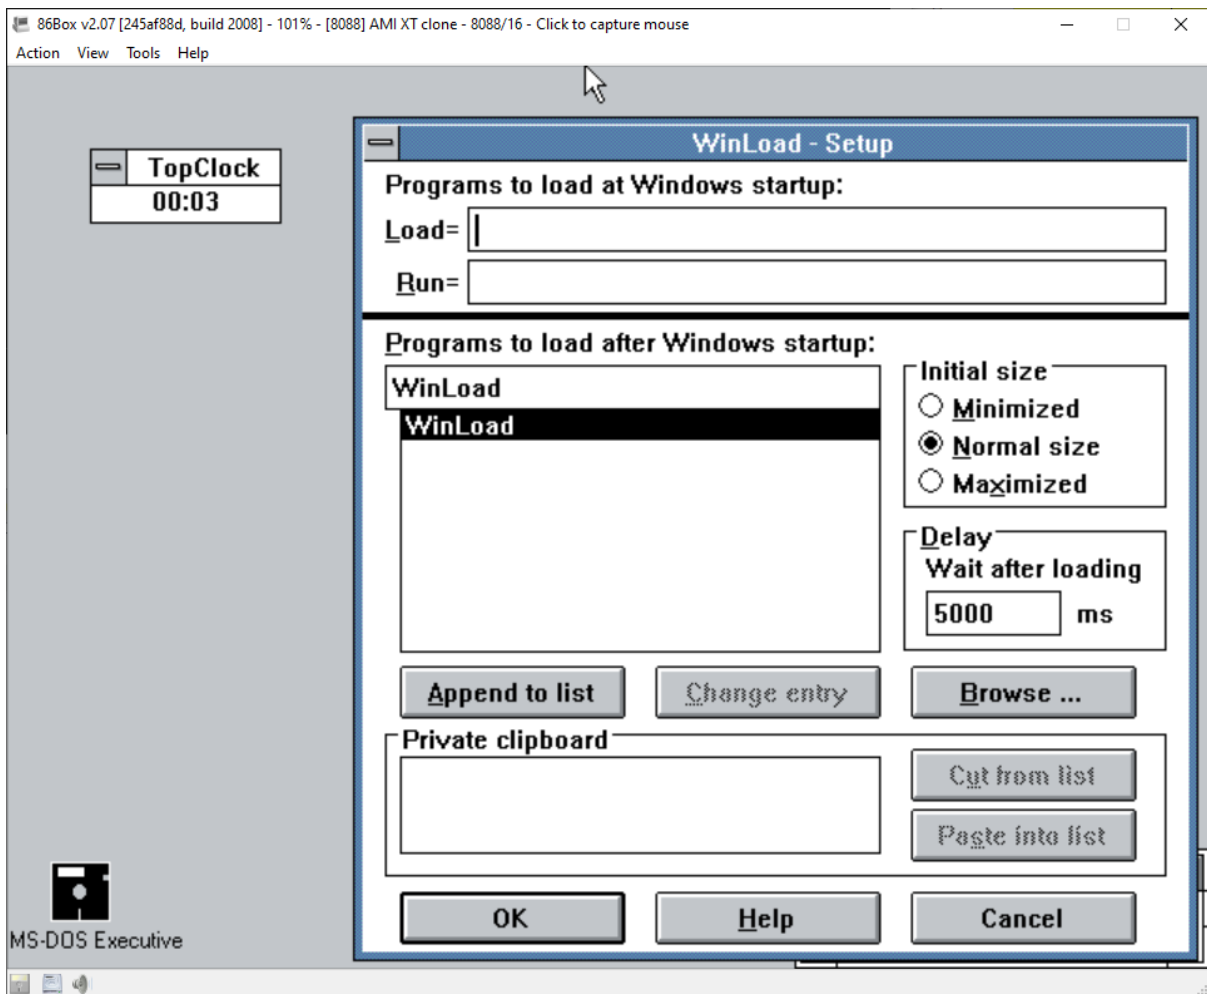 86Box v2.07 [245af88d, build 2008] - 101% - [8088] AMI XT clone - 8088/16 - Click to capture mouse
Action View Tools Help
TopClock
00:03
WinLoad - Setup
Programs to load at Windows startup:
Load=
Run=
Programs to load after Windows startup:
WinLoad
WinLoad
Initial size
Minimized
Normal size
Maximized
Delay
Wait after loading
5000 ms
Append to list
Change entry
Browse ...
Private clipboard
Cut from list
Paste into list
OK
Help
Cancel
MS-DOS Executive